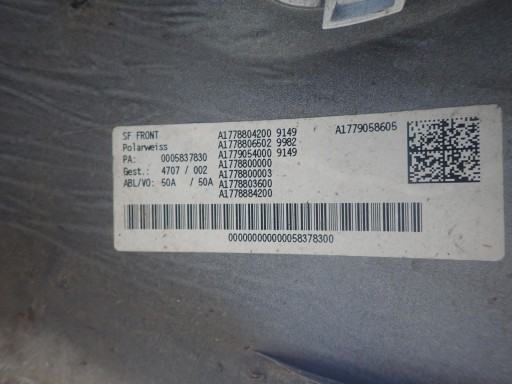 SF FRONT
Polarweiss
PA: 0005837830
Gest.: 4707 / 002
ABL/VO: 50A / 50A
A1778804200 9149
A1778806502 9982
A1779054000 9149
A1778800000
A1778800003
A1778803600
A1778884200
A1779058605
000000000000058378300